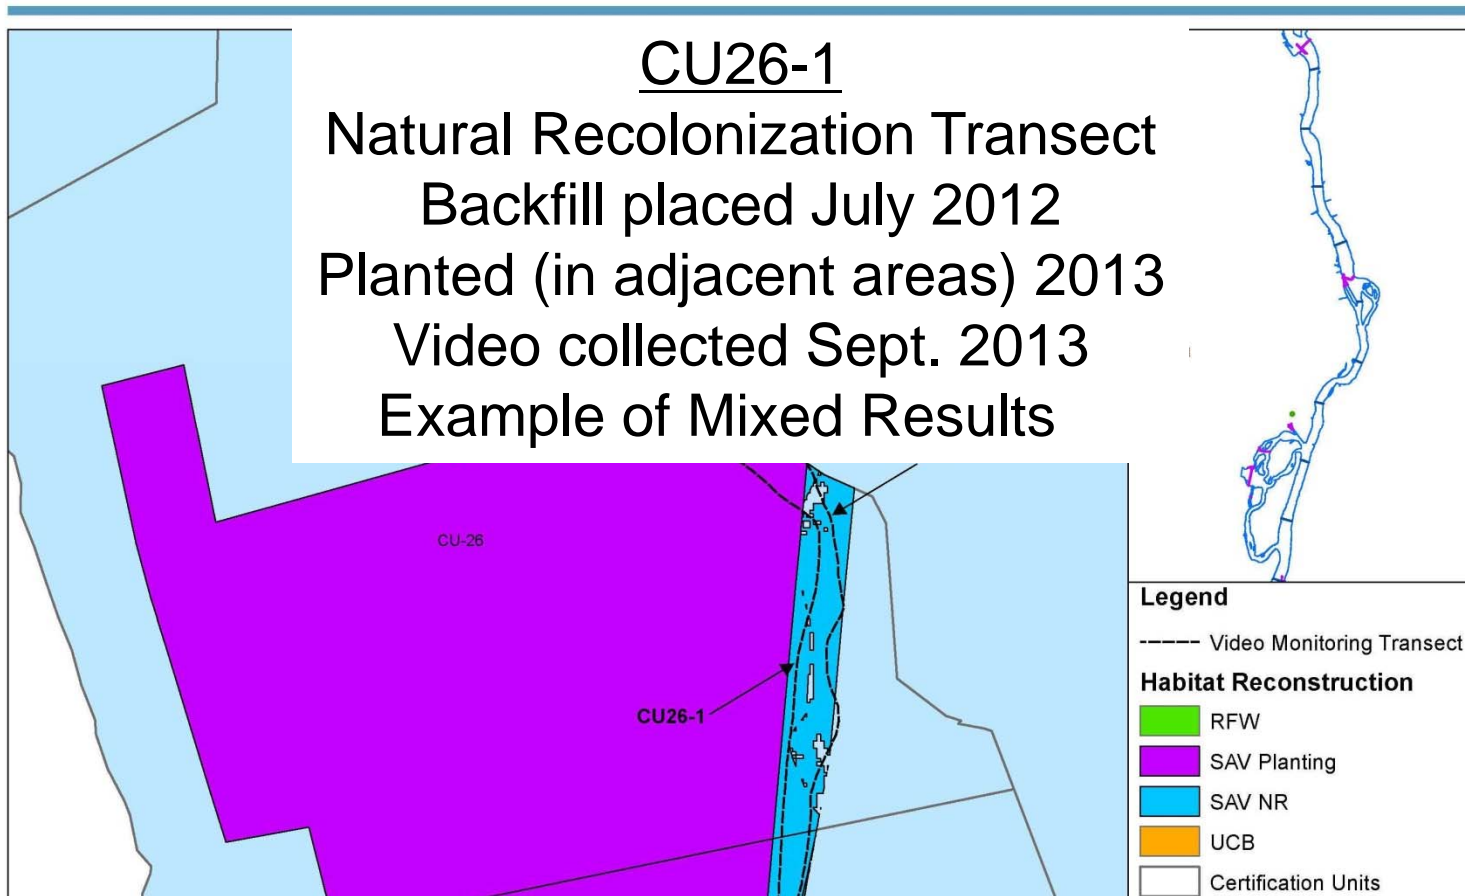 CU26-1
Natural Recolonization Transect
Backfill placed July 2012
Planted (in adjacent areas) 2013
Video collected Sept. 2013
Example of Mixed Results
CU-26
CU26-1
Legend
Video Monitoring Transect
Habitat Reconstruction
RFW
SAV Planting
SAV NR
UCB
Certification Units